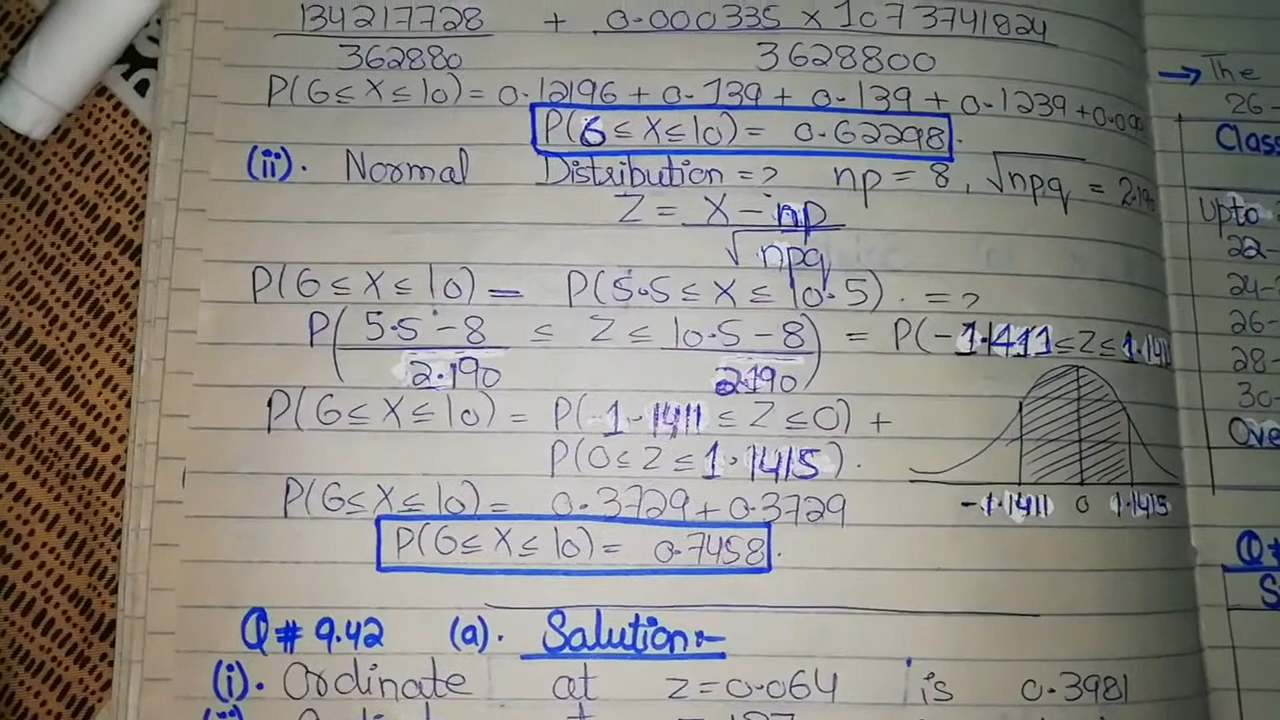 134217728 + 0.000335 x 1073741824
362880 3628800
P(6 ≤ X ≤ 10) = 0.12196 + 0.139 + 0.139 + 0.1239 +
P(6 ≤ X ≤ 10) = 0.62298
(ii). Normal Distribution = ? np = 8, √npq = 2.19
Z = X - np
√npq
P(6 ≤ X ≤ 10) = P(5.5 ≤ X ≤ 10.5). = ?
P(5.5 - 8 ≤ Z ≤ 10.5 - 8) = P(-1.1411 ≤ Z ≤ 1.141
2.190 2.190
P(6 ≤ X ≤ 10) = P(-1.1411 ≤ Z ≤ 0) +
P(0 ≤ Z ≤ 1.1415).
P(6 ≤ X ≤ 10) = 0.3729 + 0.3729
-1.1411 0 1.1415
P(6 ≤ X ≤ 10) = 0.7458.
Q # 9.42 (a). Salution:-
(i). Ordinate at z = 0.064 is 0.3981
→ The
26-
Class
Upto
22-
24-
26-
28-
30-
Ove
Q #
S